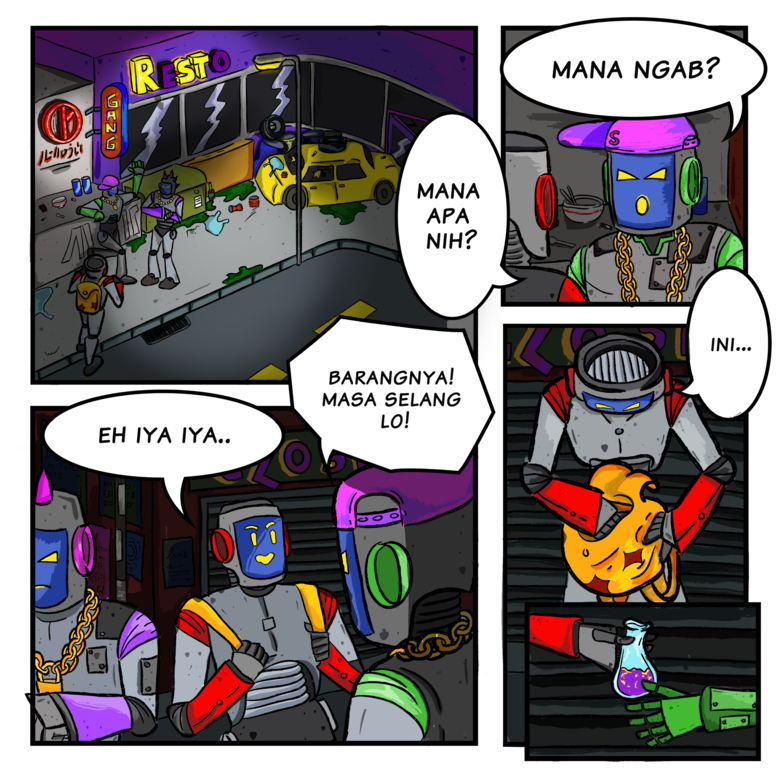 RESTO
GANG
MANA NGAB?
S
MANA
APA
NIH?
BARANGNYA!
MASA SELANG
LO!
EH IYA IYA..
INI...